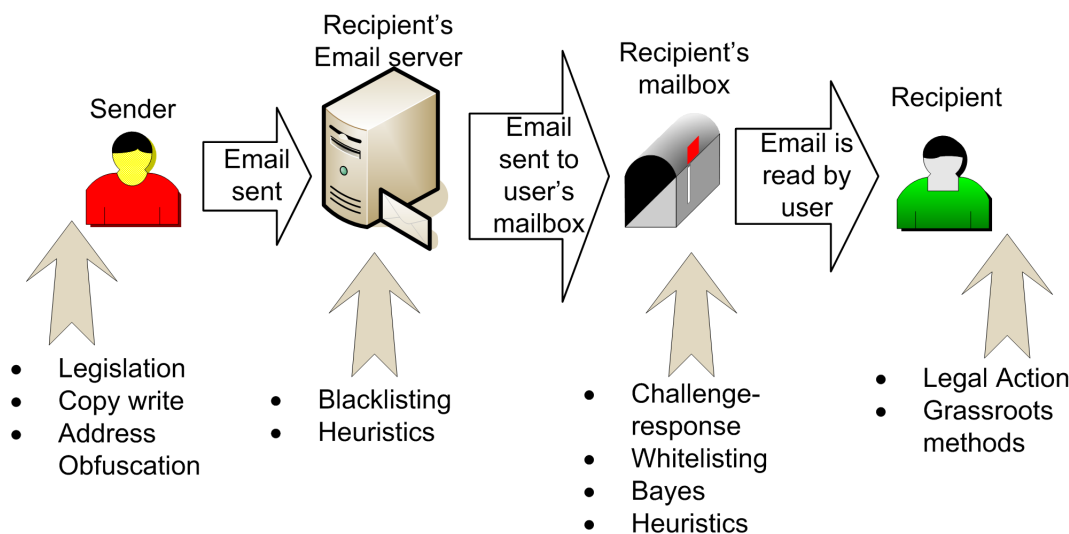 Sender
Email
sent
Recipient’s
Email server
Email
sent to
user’s
mailbox
Recipient’s
mailbox
Email is
read by
user
Recipient
• Legislation
• Copy write
• Address
Obfuscation
• Blacklisting
• Heuristics
• Challenge-
response
• Whitelisting
• Bayes
• Heuristics
• Legal Action
• Grassroots
methods